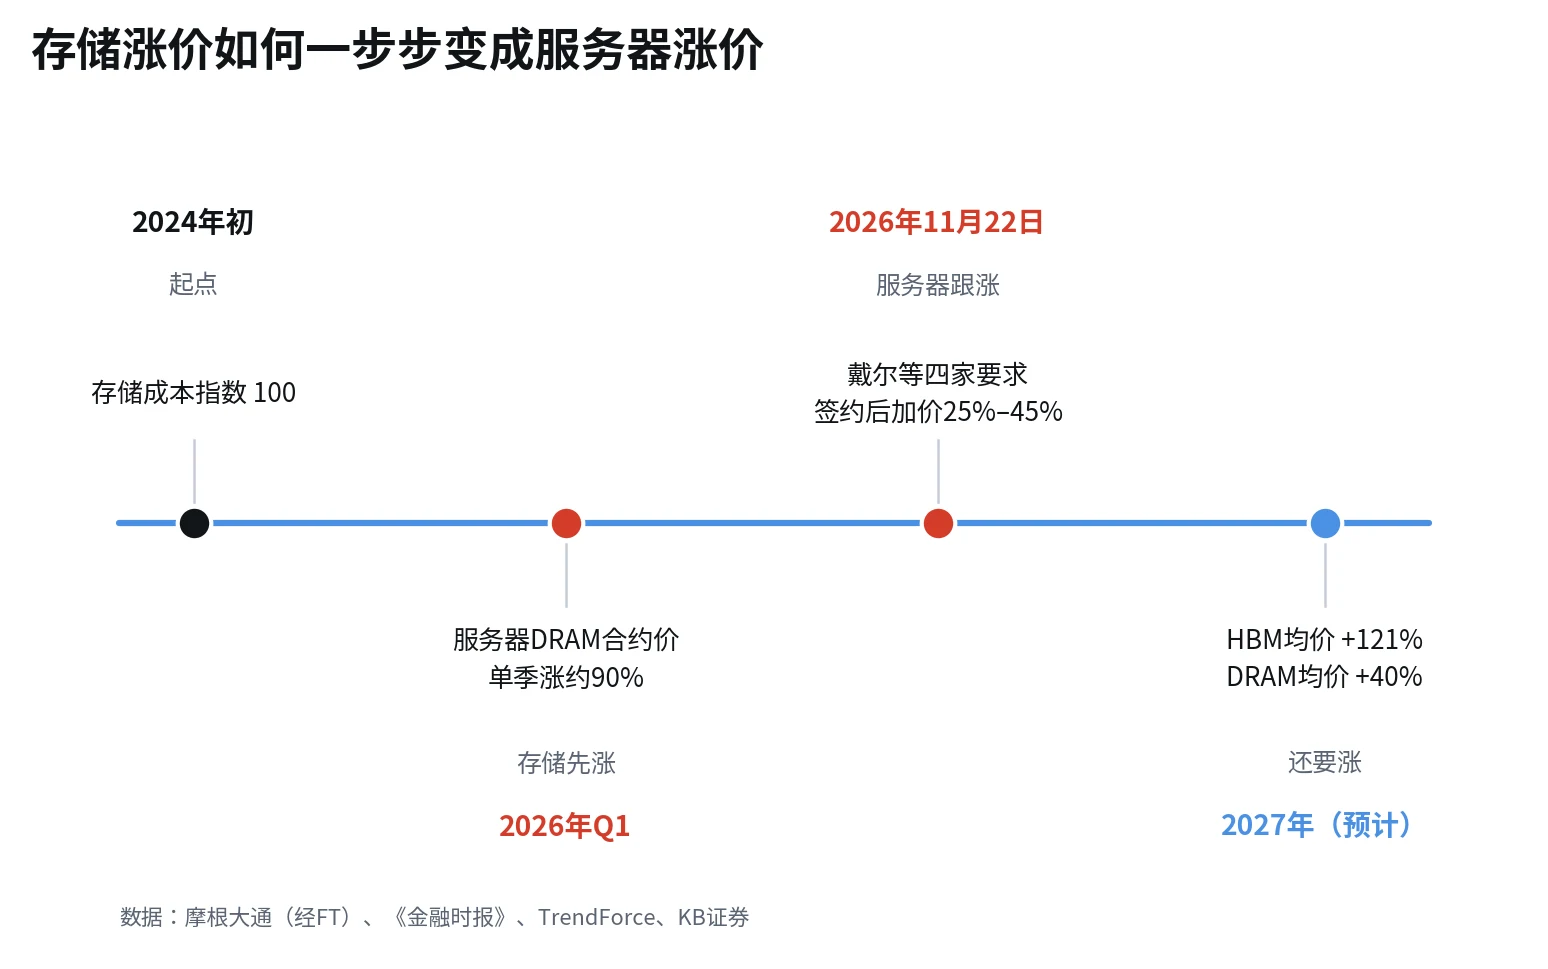 存储涨价如何一步步变成服务器涨价
2024年初
起点
存储成本指数 100
服务器DRAM合约价
单季涨约90%
存储先涨
2026年Q1
2026年11月22日
服务器跟涨
戴尔等四家要求
签约后加价25%–45%
HBM均价 +121%
DRAM均价 +40%
还要涨
2027年（预计）
数据：摩根大通（经FT）、《金融时报》、TrendForce、KB证券